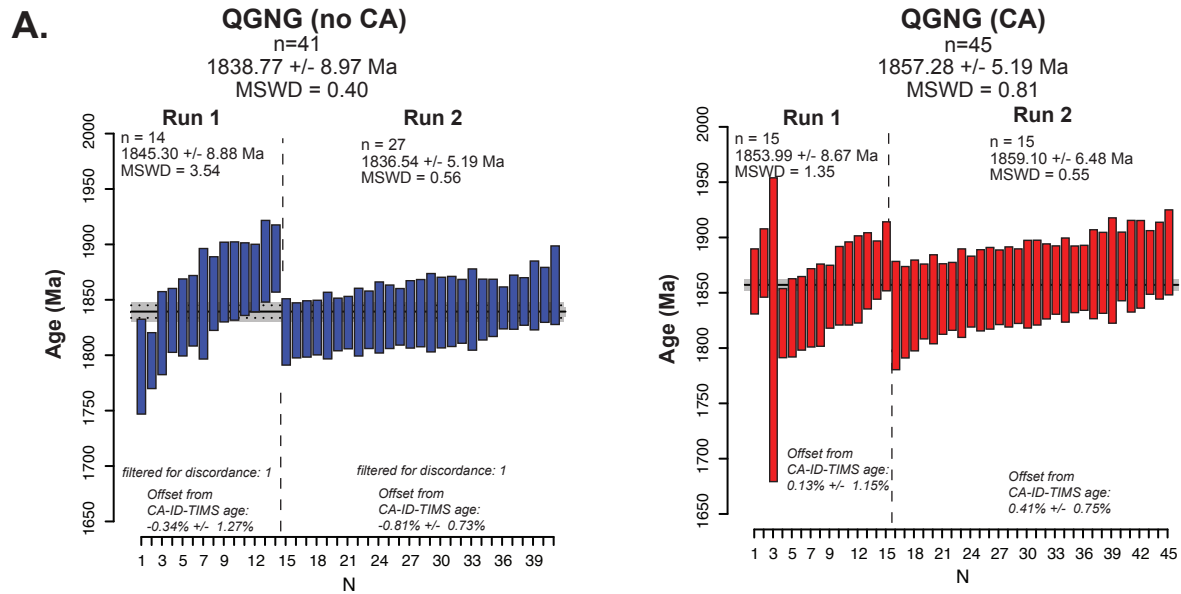 A.
QGNG (no CA)
n=41
1838.77 +/- 8.97 Ma
MSWD = 0.40
Run 1
Run 2
n = 14
1845.30 +/- 8.88 Ma
MSWD = 3.54
n = 27
1836.54 +/- 5.19 Ma
MSWD = 0.56
Age (Ma)
2000
1950
1900
1850
1800
1750
1700
1650
filtered for discordance: 1
filtered for discordance: 1
Offset from
CA-ID-TIMS age:
-0.34% +/- 1.27%
Offset from
CA-ID-TIMS age:
-0.81% +/- 0.73%
1 3 5 7 9 12 15 18 21 24 27 30 33 36 39
N
QGNG (CA)
n=45
1857.28 +/- 5.19 Ma
MSWD = 0.81
Run 1
Run 2
n = 15
1853.99 +/- 8.67 Ma
MSWD = 1.35
n = 15
1859.10 +/- 6.48 Ma
MSWD = 0.55
Age (Ma)
2000
1950
1900
1850
1800
1750
1700
1650
Offset from
CA-ID-TIMS age:
0.13% +/- 1.15%
Offset from
CA-ID-TIMS age:
0.41% +/- 0.75%
1 3 5 7 9 12 15 18 21 24 27 30 33 36 39 42 45
N